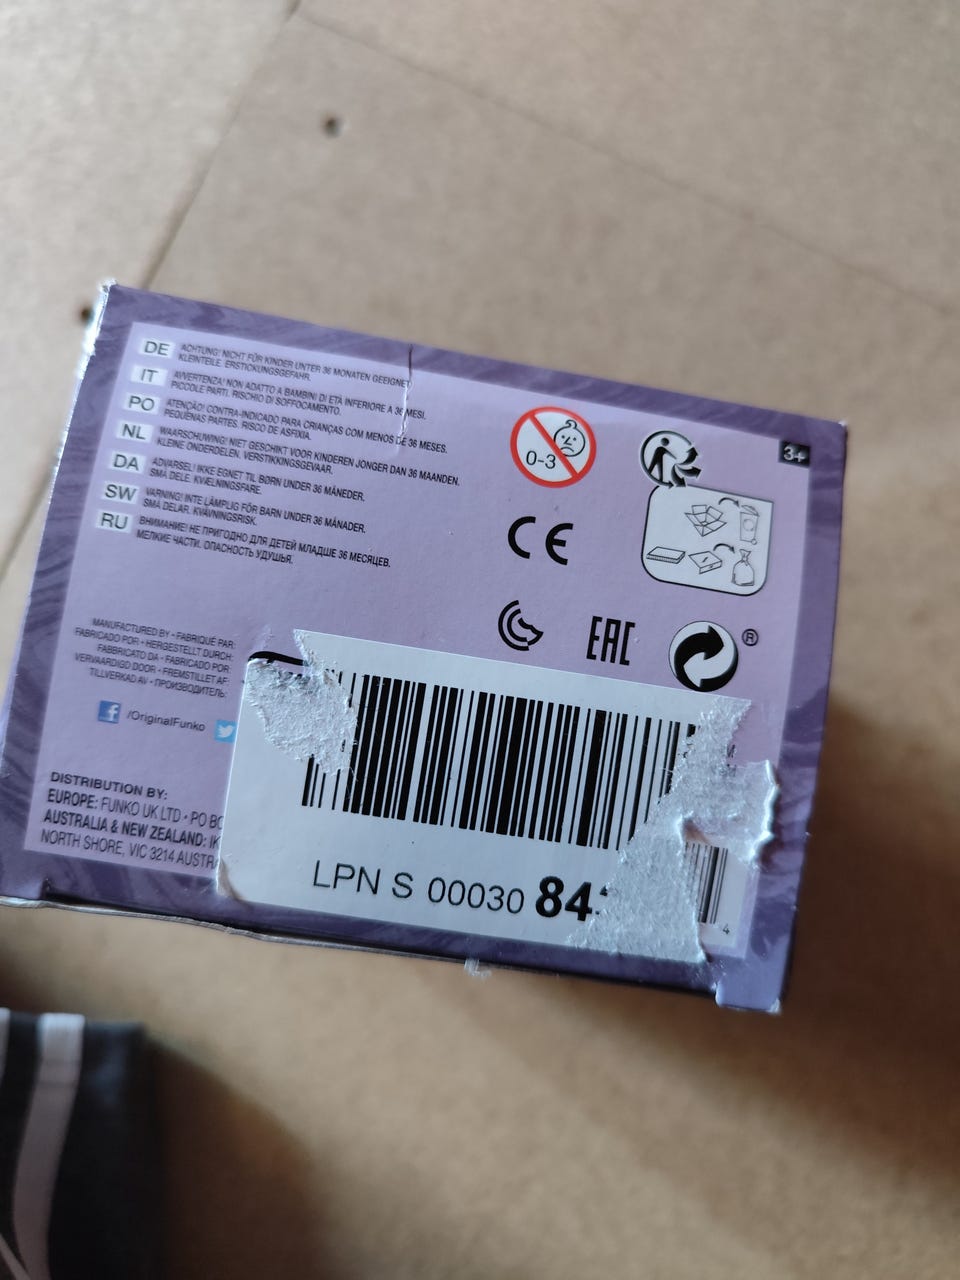 DE ACHTUNG! NICHT FÜR KINDER UNTER 36 MONATEN GEEIGNET
KLEINTEILE. ERSTICKUNGSGEFAHR.
IT AVVERTENZA' NON ADATTO A BAMBINI DI ETÀ INFERIORE A 36 MESI.
PICCOLE PARTI. RISCHIO DI SOFFOCAMENTO.
PO ATENÇÃO! CONTRA-INDICADO PARA CRIANÇAS COM MENOS DE 36 MESES.
PEQUENAS PARTES. RISCO DE ASFIXIA.
NL WAARSCHUWING! NIET GESCHIKT VOOR KINDEREN JONGER DAN 36 MAANDEN.
KLEINE ONDERDELEN. VERSTIKKINGSGEVAAR.
DA ADVARSEL! IKKE EGNET TIL BØRN UNDER 36 MÅNEDER.
SMÅ DELE. KVÆLNINGSFARE.
SW VARNING! INTE LÄMPLIG FÖR BARN UNDER 36 MÅNADER.
SMÅ DELAR. KVÄVNINGSRISK.
RU ВНИМАНИЕ! НЕ ПРИГОДНО ДЛЯ ДЕТЕЙ МЛАДШЕ 36 МЕСЯЦЕВ.
МЕЛКИЕ ЧАСТИ. ОПАСНОСТЬ УДУШЬЯ.
0-3
3+
CE
EAC
®
MANUFACTURED BY • FABRIQUÉ PAR:
FABRICADO POR • HERGESTELLT DURCH:
FABBRICATO DA • FABRICADO POR:
VERVAARDIGD DOOR • FREMSTILLET AF:
TILLVERKAD AV • ПРОИЗВОДИТЕЛЬ:
f /OriginalFunko
DISTRIBUTION BY:
EUROPE: FUNKO UK LTD • PO
AUSTRALIA & NEW ZEALAND:
NORTH SHORE, VIC 3214
LPN S 00030 84
4